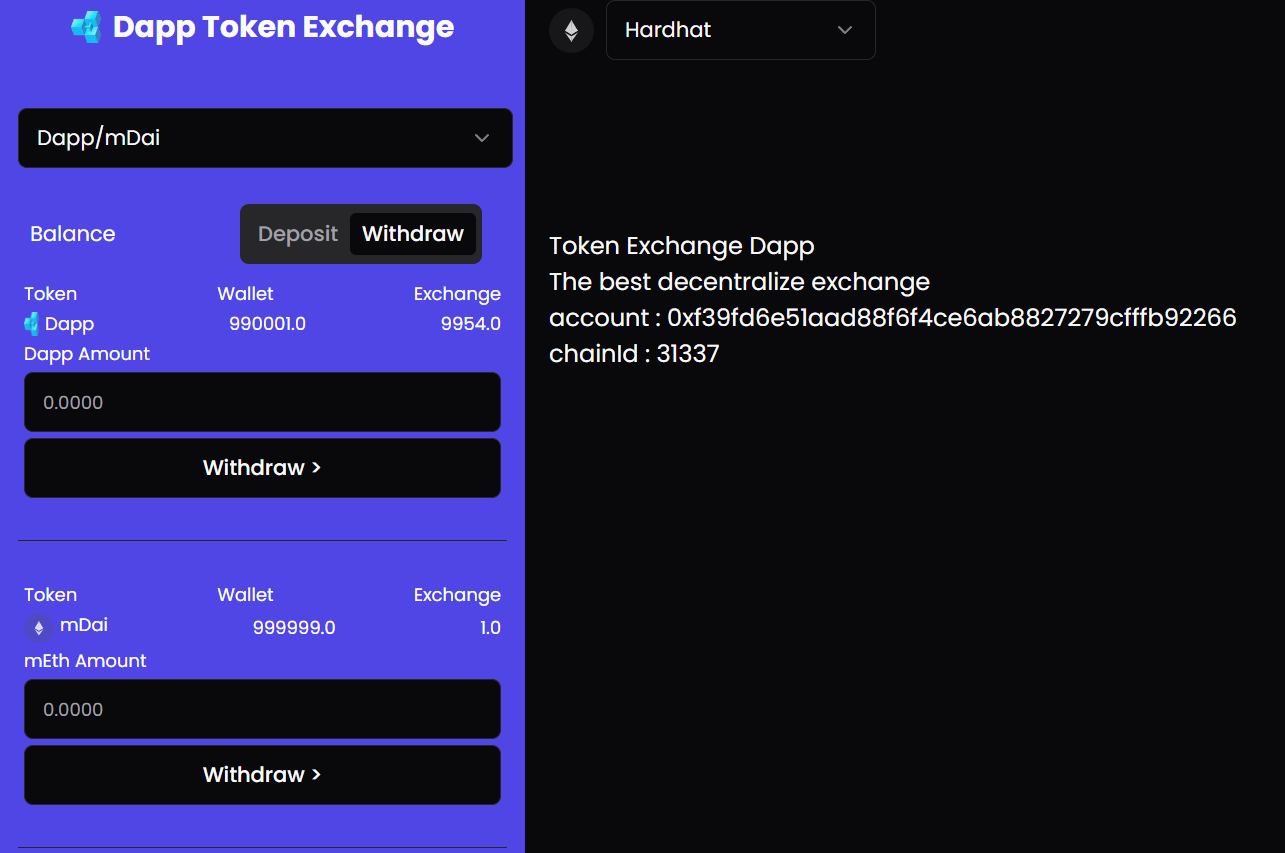 Dapp Token Exchange
Dapp/mDai
Balance Deposit Withdraw
Token Wallet Exchange
Dapp 990001.0 9954.0
Dapp Amount
0.0000
Withdraw >
Token Wallet Exchange
mDai 999999.0 1.0
mEth Amount
0.0000
Withdraw >
Hardhat
Token Exchange Dapp
The best decentralize exchange
account : 0xf39fd6e51aad88f6f4ce6ab8827279cfffb92266
chainId : 31337